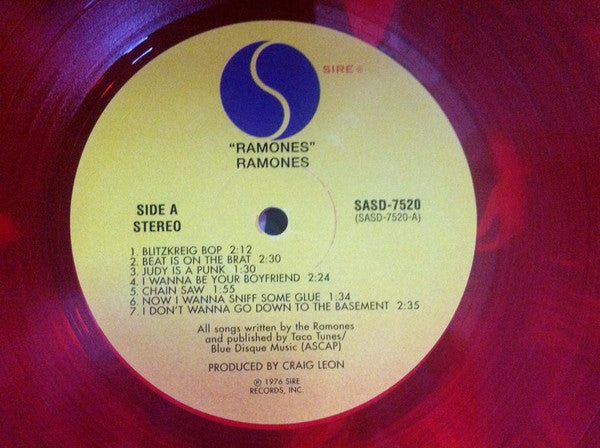 SIRE
"RAMONES"
RAMONES
SIDE A
STEREO
SASD-7520
(SASD-7520-A)
1. BLITZKREIG BOP 2:12
2. BEAT IS ON THE BRAT 2:30
3. JUDY IS A PUNK 1:30
4. I WANNA BE YOUR BOYFRIEND 2:24
5. CHAIN SAW 1:55
6. NOW I WANNA SNIFF SOME GLUE 1:34
7. I DON'T WANNA GO DOWN TO THE BASEMENT 2:35
All songs written by the Ramones
and published by Taco Tunes/
Blue Disque Music (ASCAP)
PRODUCED BY CRAIG LEON
℗ 1976 SIRE
RECORDS, INC.